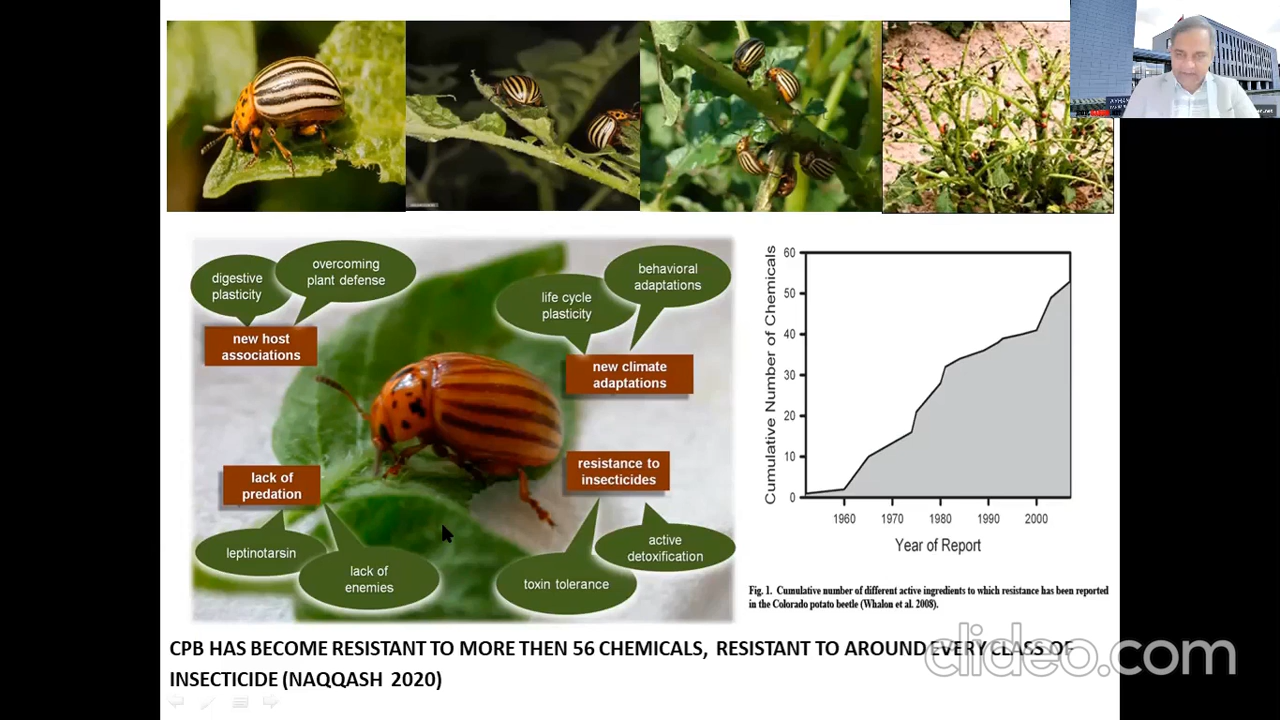 digestive
plasticity
overcoming
plant defense
new host
associations
life cycle
plasticity
behavioral
adaptations
new climate
adaptations
lack of
predation
leptinotarsin
lack of
enemies
resistance to
insecticides
toxin tolerance
active
detoxification
Cumulative Number of Chemicals
60
50
40
30
20
10
0
1960 1970 1980 1990 2000
Year of Report
Fig. 1. Cumulative number of different active ingredients to which resistance has been reported
in the Colorado potato beetle (Whalon et al. 2008).
CPB HAS BECOME RESISTANT TO MORE THEN 56 CHEMICALS, RESISTANT TO AROUND EVERY CLASS OF
INSECTICIDE (NAQQASH 2020)
clideo.com